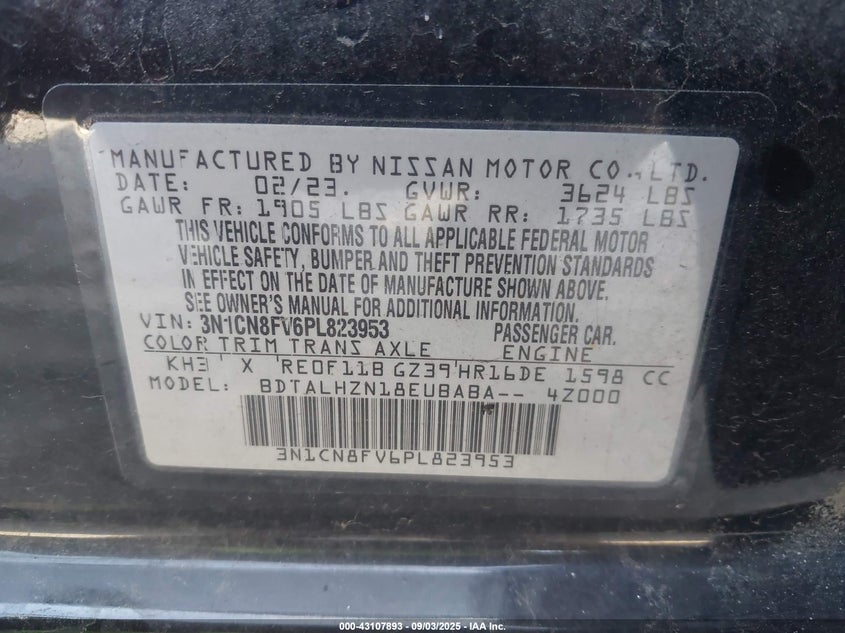 MANUFACTURED BY NISSAN MOTOR CO., LTD.
DATE: 02/23. GVWR: 3624 LBS
GAWR FR: 1905 LBS GAWR RR: 1735 LBS
THIS VEHICLE CONFORMS TO ALL APPLICABLE FEDERAL MOTOR
VEHICLE SAFETY, BUMPER AND THEFT PREVENTION STANDARDS
IN EFFECT ON THE DATE OF MANUFACTURE SHOWN ABOVE.
SEE OWNER'S MANUAL FOR ADDITIONAL INFORMATION.
VIN: 3N1CN8FV6PL823953 PASSENGER CAR.
COLOR TRIM TRANS AXLE ENGINE
KH3 X RE0F11B GZ39 HR16DE 1598 CC
MODEL: BDTALHZN18EUBABA-- 4Z000
3N1CN8FV6PL823953
000-43107893 - 09/03/2025 - IAA Inc.